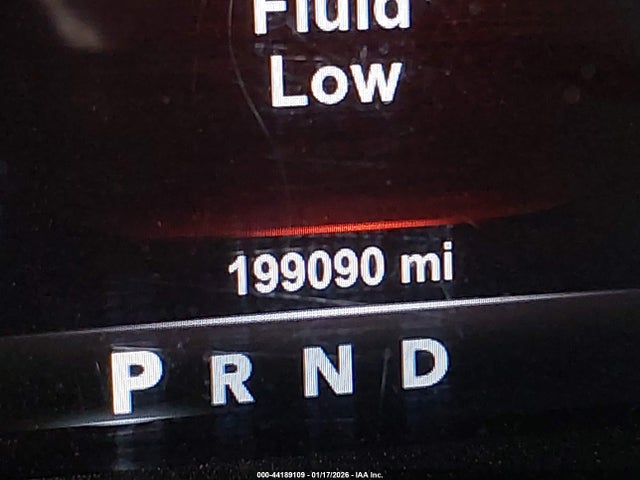 Fluid
Low
199090 mi
P R N D
000-44189109 - 01/17/2026 - IAA Inc.